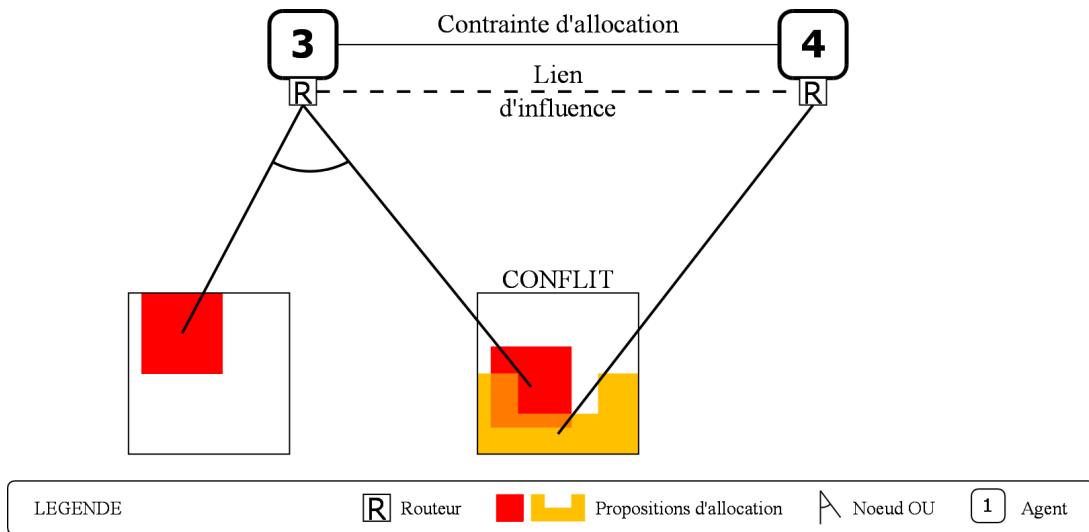 3
Contrainte d'allocation
4
R
Lien
d'influence
R
CONFLIT
LEGENDE
R Routeur
Propositions d'allocation
Noeud OU
1 Agent